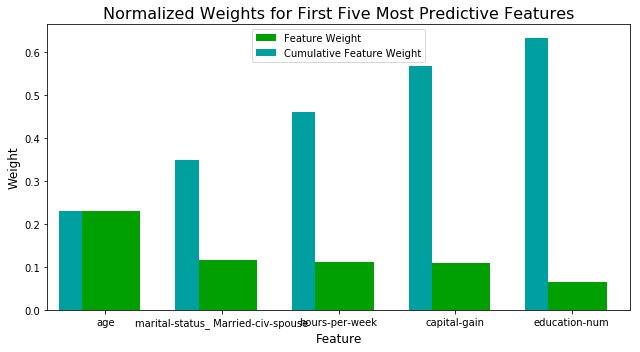 Normalized Weights for First Five Most Predictive Features
Feature Weight
Cumulative Feature Weight
Weight
0.6
0.5
0.4
0.3
0.2
0.1
0.0
age marital-status_ Married-civ-spouse hours-per-week capital-gain education-num
Feature